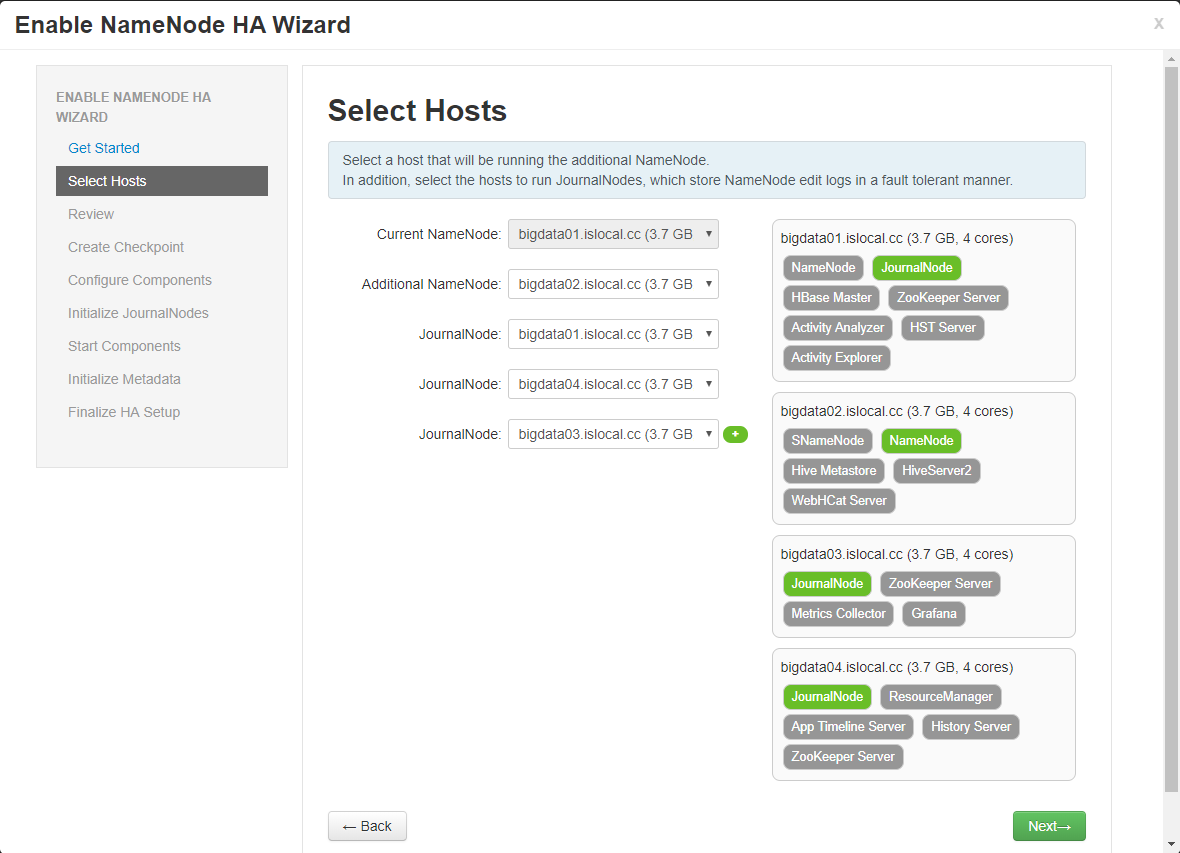 Enable NameNode HA Wizard
x
ENABLE NAMENODE HA
WIZARD
Get Started
Select Hosts
Review
Create Checkpoint
Configure Components
Initialize JournalNodes
Start Components
Initialize Metadata
Finalize HA Setup
Select Hosts
Select a host that will be running the additional NameNode.
In addition, select the hosts to run JournalNodes, which store NameNode edit logs in a fault tolerant manner.
Current NameNode: bigdata01.islocal.cc (3.7 GB
Additional NameNode: bigdata02.islocal.cc (3.7 GB
JournalNode: bigdata01.islocal.cc (3.7 GB
JournalNode: bigdata04.islocal.cc (3.7 GB
JournalNode: bigdata03.islocal.cc (3.7 GB +
bigdata01.islocal.cc (3.7 GB, 4 cores)
NameNode JournalNode
HBase Master ZooKeeper Server
Activity Analyzer HST Server
Activity Explorer
bigdata02.islocal.cc (3.7 GB, 4 cores)
SNameNode NameNode
Hive Metastore HiveServer2
WebHCat Server
bigdata03.islocal.cc (3.7 GB, 4 cores)
JournalNode ZooKeeper Server
Metrics Collector Grafana
bigdata04.islocal.cc (3.7 GB, 4 cores)
JournalNode ResourceManager
App Timeline Server History Server
ZooKeeper Server
← Back
Next→